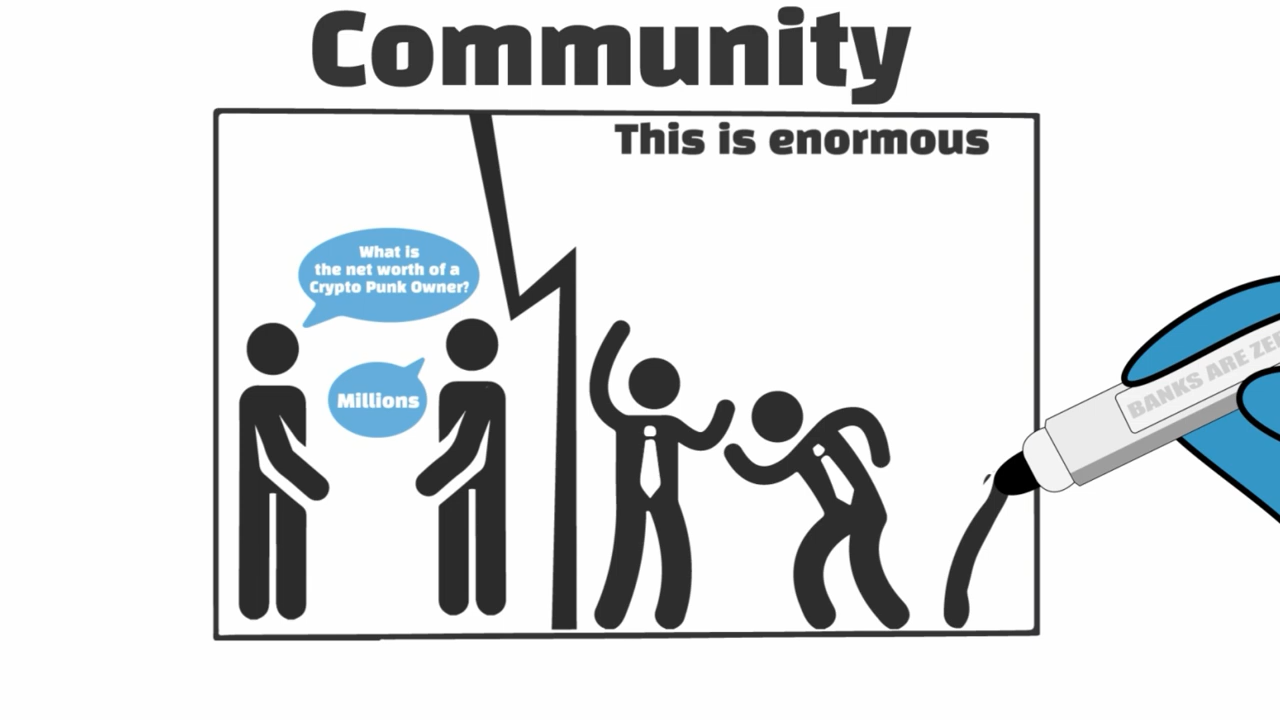 Community
This is enormous
What is
the net worth of a
Crypto Punk Owner?
Millions
BANKS ARE